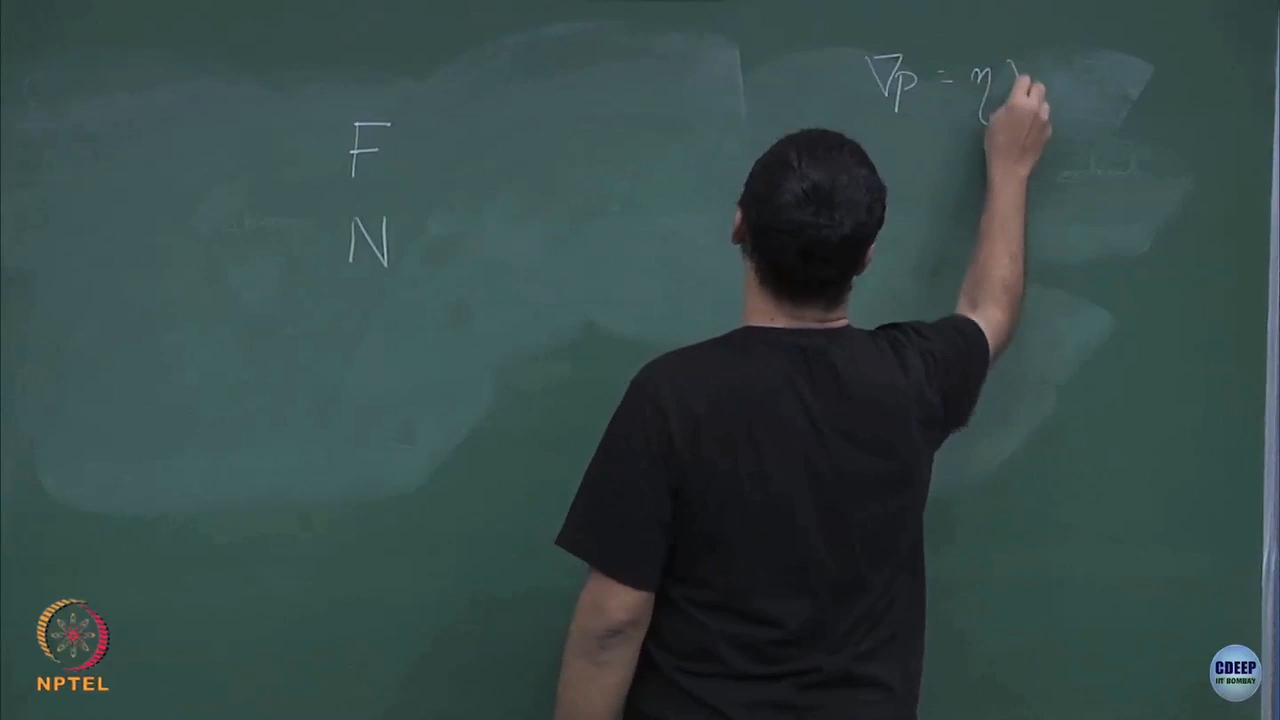 ∇p = η
F
N
NPTEL
CDEEP
IIT BOMBAY